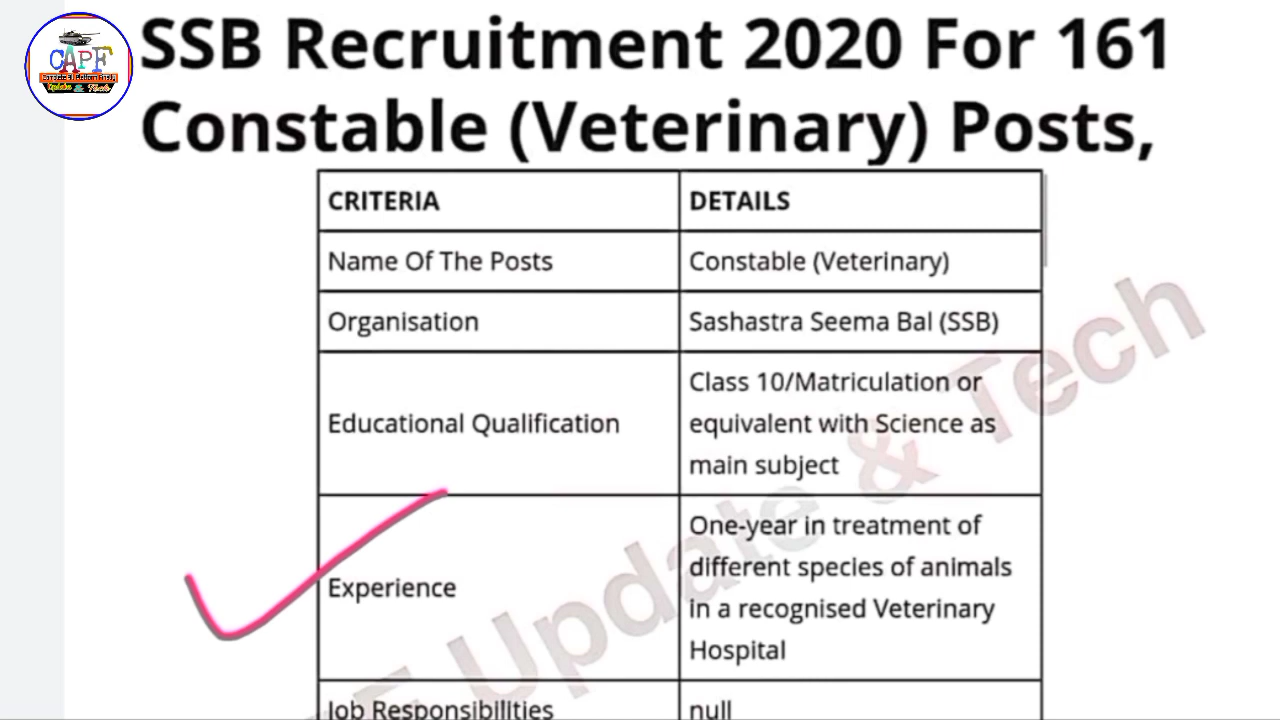 CAPF
Update & Tech
SSB Recruitment 2020 For 161
Constable (Veterinary) Posts,
CRITERIA DETAILS
Name Of The Posts Constable (Veterinary)
Organisation Sashastra Seema Bal (SSB)
Educational Qualification Class 10/Matriculation or
equivalent with Science as
main subject
Experience One-year in treatment of
different species of animals
in a recognised Veterinary
Hospital
Job Responsibilities null
F Update & Tech